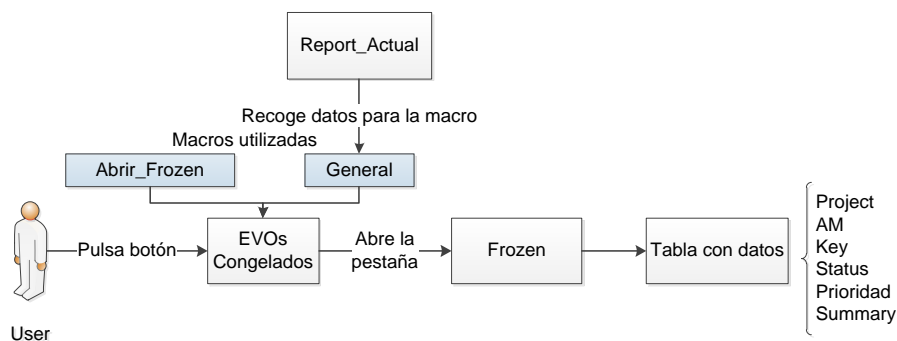 Report_Actual
Recoge datos para la macro
Macros utilizadas
Abrir_Frozen
General
Pulsa botón
EVOs
Congelados
Abre la
pestaña
Frozen
Tabla con datos
Project
AM
Key
Status
Prioridad
Summary
User